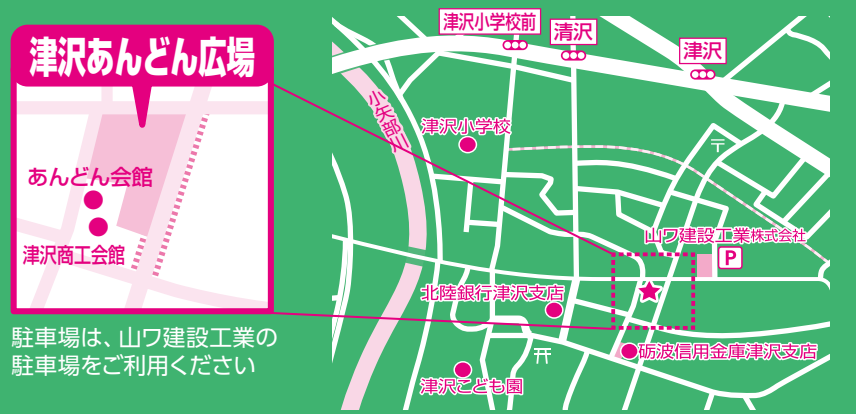 津沢あんどん広場
あんどん会館
津沢商工会館
駐車場は、山ワ建設工業の
駐車場をご利用ください
津沢小学校前
清沢
津沢
小矢部川
津沢小学校
山ワ建設工業株式会社
P
北陸銀行津沢支店
砺波信用金庫津沢支店
津沢こども園